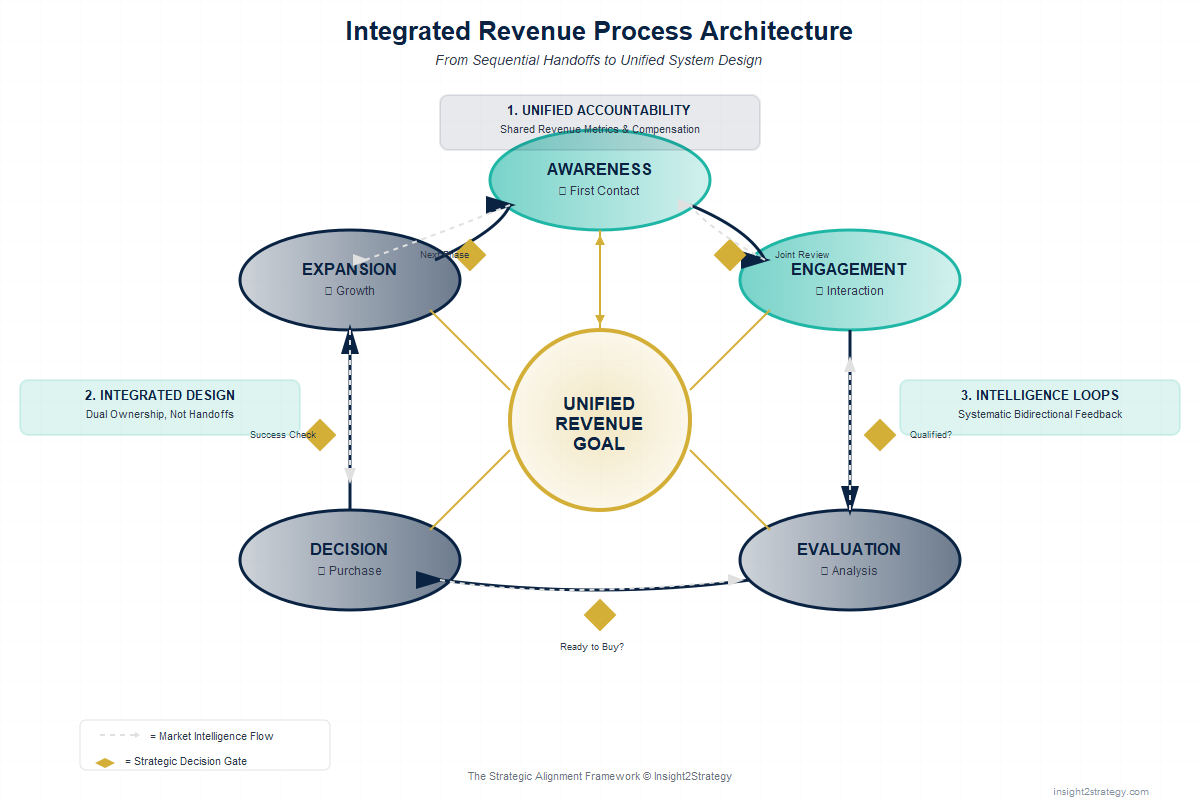 Integrated Revenue Process Architecture
From Sequential Handoffs to Unified System Design
1. UNIFIED ACCOUNTABILITY
Shared Revenue Metrics & Compensation
AWARENESS
First Contact
Next Phase
Joint Review
EXPANSION
Growth
ENGAGEMENT
Interaction
2. INTEGRATED DESIGN
Dual Ownership, Not Handoffs
Success Check
UNIFIED
REVENUE
GOAL
3. INTELLIGENCE LOOPS
Systematic Bidirectional Feedback
Qualified?
DECISION
Purchase
EVALUATION
Analysis
Ready to Buy?
= Market Intelligence Flow
= Strategic Decision Gate
The Strategic Alignment Framework © Insight2Strategy
insight2strategy.com